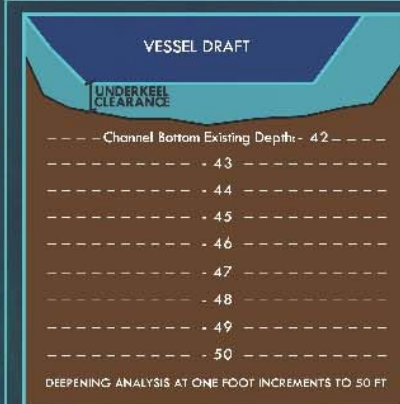 VESSEL DRAFT
UNDERKEEL
CLEARANCE
Channel Bottom Existing Depth: - 42
- 43
- 44
- 45
- 46
- 47
- 48
- 49
- 50
DEEPENING ANALYSIS AT ONE FOOT INCREMENTS TO 50 FT